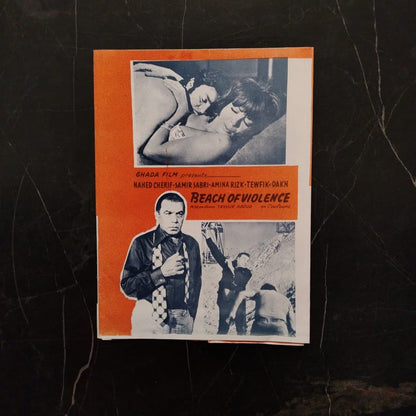 GHADA FILM presents
NAHED CHERIF-SAMIR SABRI-AMINA RIZK-TEWFIK-DAKN
BEACH OF VIOLENCE